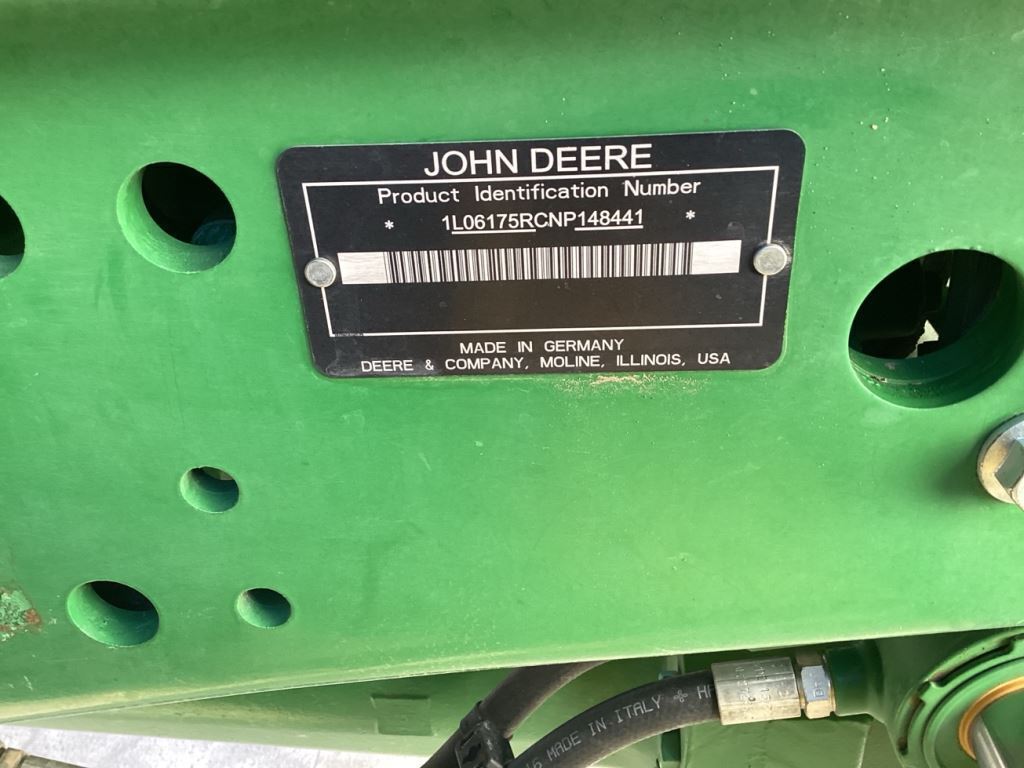 JOHN DEERE
Product Identification Number
* 1L06175RCNP148441 *
MADE IN GERMANY
DEERE & COMPANY, MOLINE, ILLINOIS, USA
MADE IN ITALY